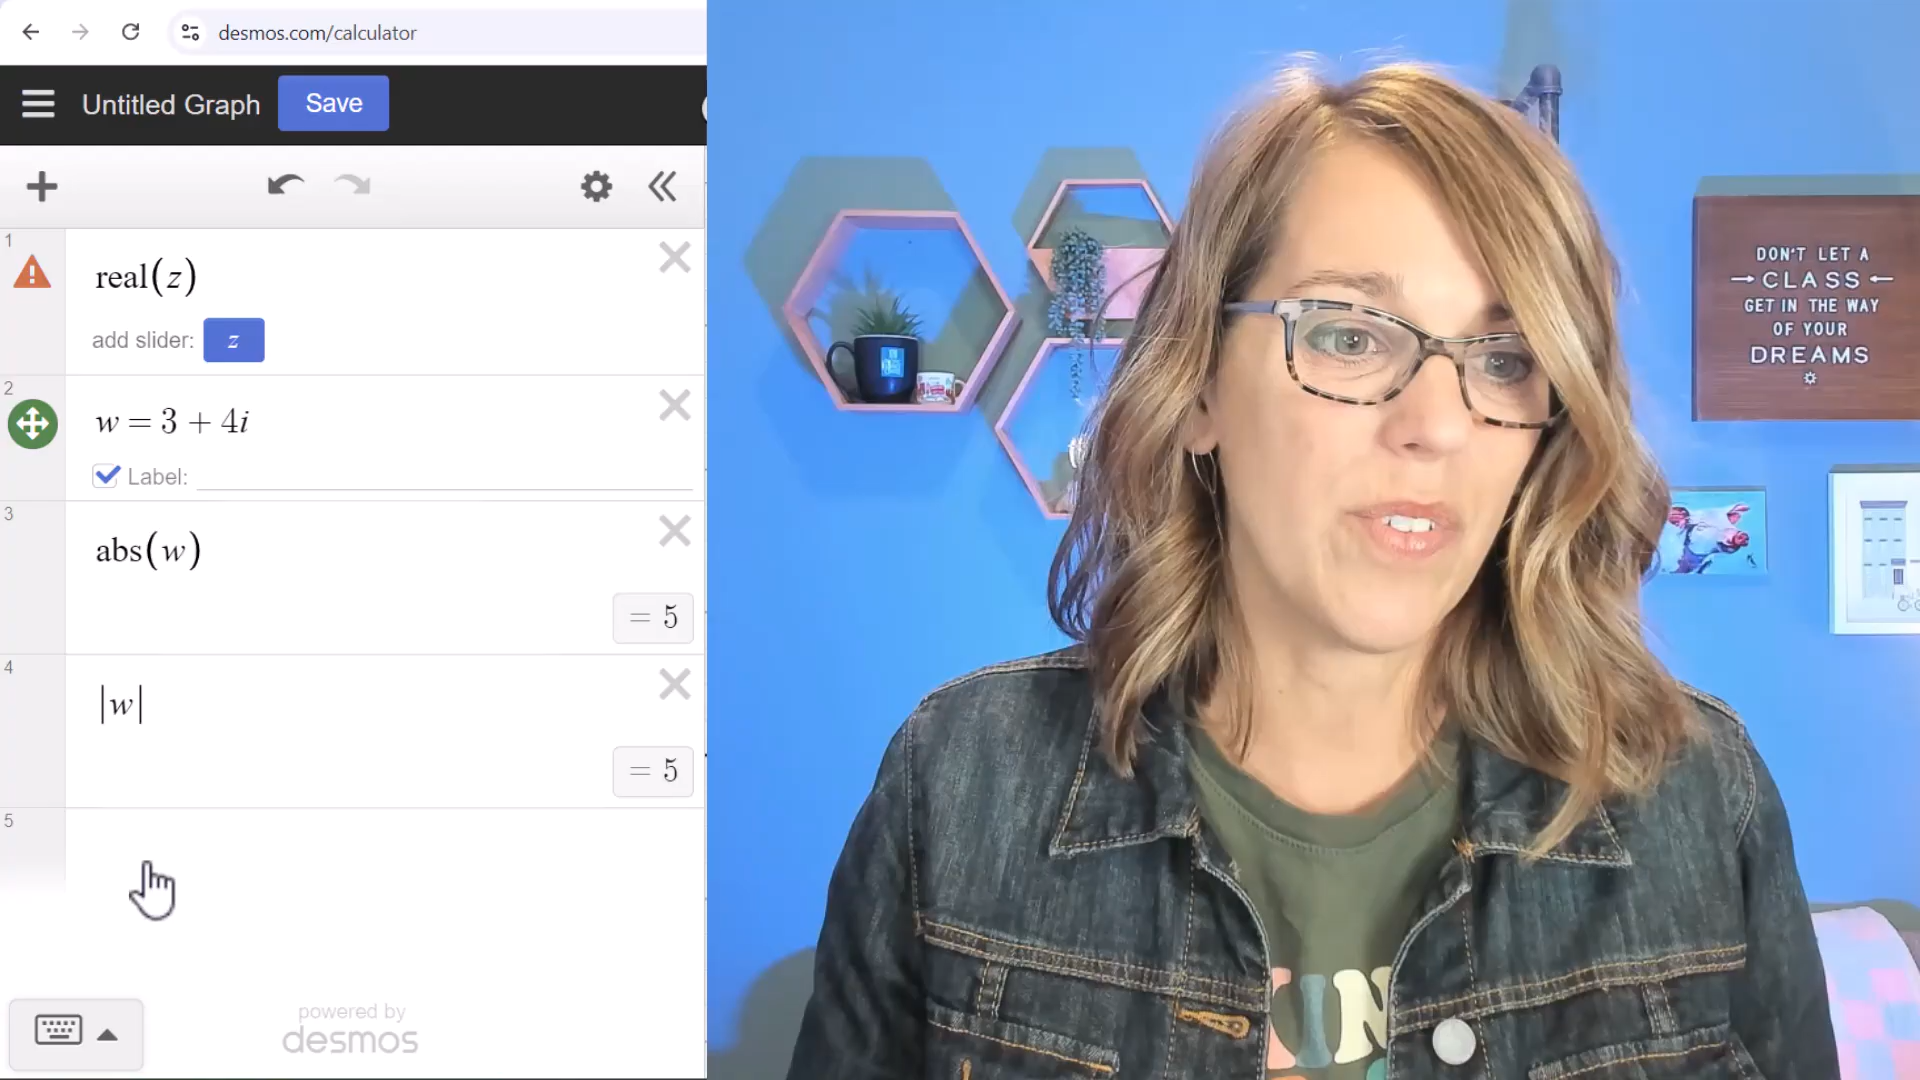 desmos.com/calculator
Untitled Graph Save
1
real(z)
add slider: z
2
w = 3 + 4i
Label:
3
abs(w)
= 5
4
|w|
= 5
5
powered by
desmos
DON'T LET A
CLASS
GET IN THE WAY
OF YOUR
DREAMS